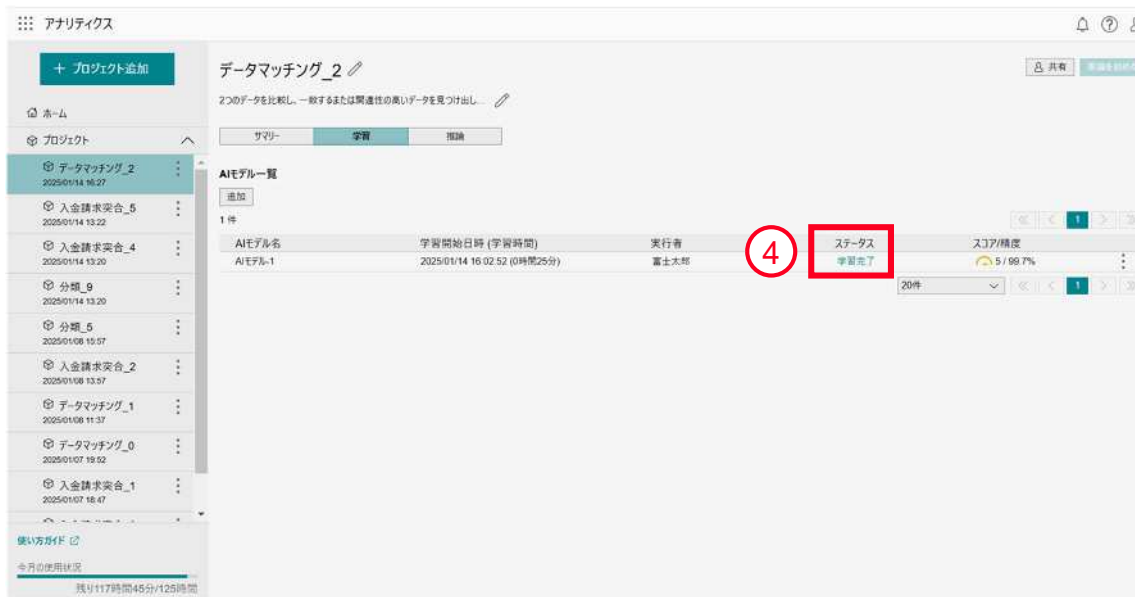 アナリティクス
＋ プロジェクト追加
ホーム
プロジェクト
データマッチング_2
2025/01/14 16:27
入金請求突合_5
2025/01/14 13:22
入金請求突合_4
2025/01/14 13:20
分類_9
2025/01/14 13:20
分類_5
2025/01/08 15:57
入金請求突合_2
2025/01/08 13:57
データマッチング_1
2025/01/08 11:37
データマッチング_0
2025/01/07 19:52
入金請求突合_1
2025/01/07 18:47
使い方ガイド
今月の使用状況
残り117時間45分/125時間
データマッチング_2
共有
2つのデータを比較し、一致するまたは関連性の高いデータを見つけ出し...
サマリー 学習 推論
AIモデル一覧
追加
1 件
1
AIモデル名 学習開始日時 (学習時間) 実行者 ステータス スコア/精度
AIモデル-1 2025/01/14 16:02:52 (0時間25分) 富士太郎 学習完了 5 / 99.7%
④
20件 1